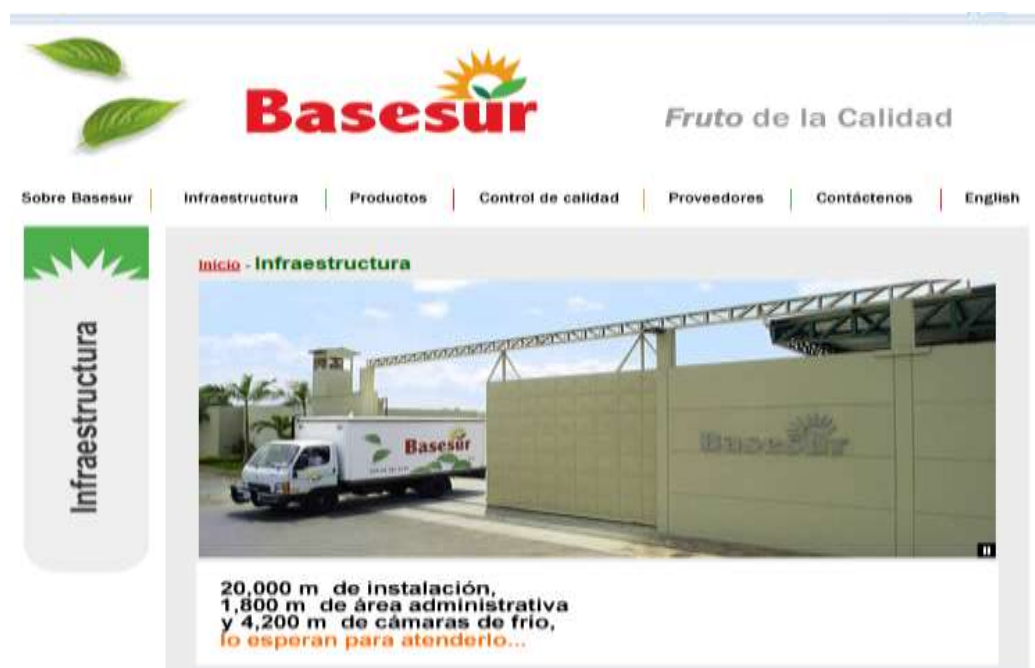 Basesur
Fruto de la Calidad
Sobre Basesur
Infraestructura
Productos
Control de calidad
Proveedores
Contáctenos
English
Infraestructura
Inicio - Infraestructura
Basesur
Basesur
20,000 m de instalación,
1,800 m de área administrativa
y 4,200 m de cámaras de frio,
lo esperan para atenderlo...